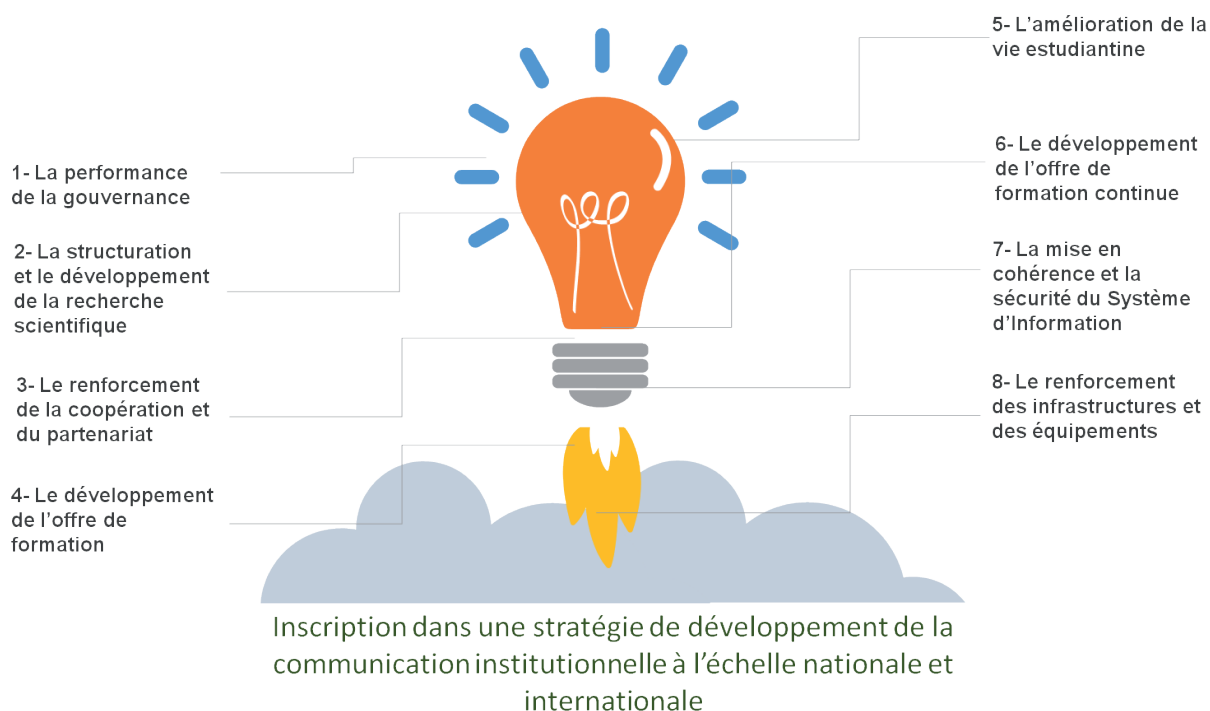 1- La performance
de la gouvernance
2- La structuration
et le développement
de la recherche
scientifique
3- Le renforcement
de la coopération et
du partenariat
4- Le développement
de l'offre de
formation
5- L'amélioration de la
vie estudiantine
6- Le développement
de l'offre de
formation continue
7- La mise en
cohérence et la
sécurité du Système
d'Information
8- Le renforcement
des infrastructures et
des équipements
Inscription dans une stratégie de développement de la
communication institutionnelle à l'échelle nationale et
internationale